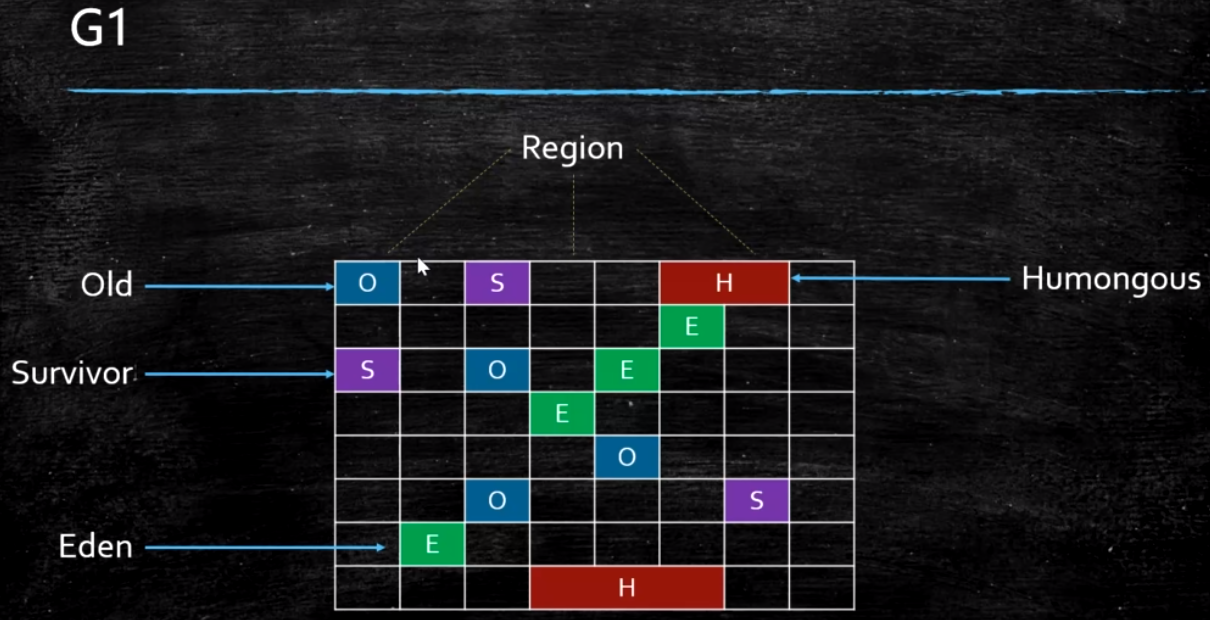 G1
Region
Old O S H Humongous
E
Survivor S O E
E
O
O S
Eden E
H